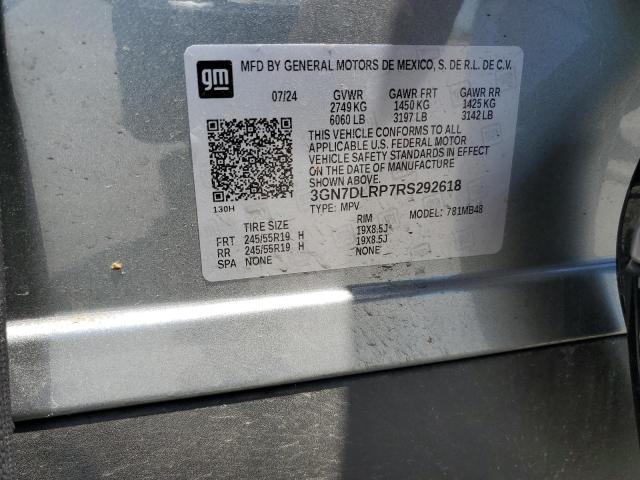 gm
MFD BY GENERAL MOTORS DE MEXICO, S. DE R.L. DE C.V.
07/24 GVWR GAWR FRT GAWR RR
2749 KG 1450 KG 1425 KG
6060 LB 3197 LB 3142 LB
THIS VEHICLE CONFORMS TO ALL
APPLICABLE U.S. FEDERAL MOTOR
VEHICLE SAFETY STANDARDS IN EFFECT
ON THE DATE OF MANUFACTURE
SHOWN ABOVE.
3GN7DLRP7RS292618
130H TYPE: MPV MODEL: 781MB48
TIRE SIZE RIM
FRT 245/55R19 H 19X8.5J
RR 245/55R19 H 19X8.5J
SPA NONE NONE